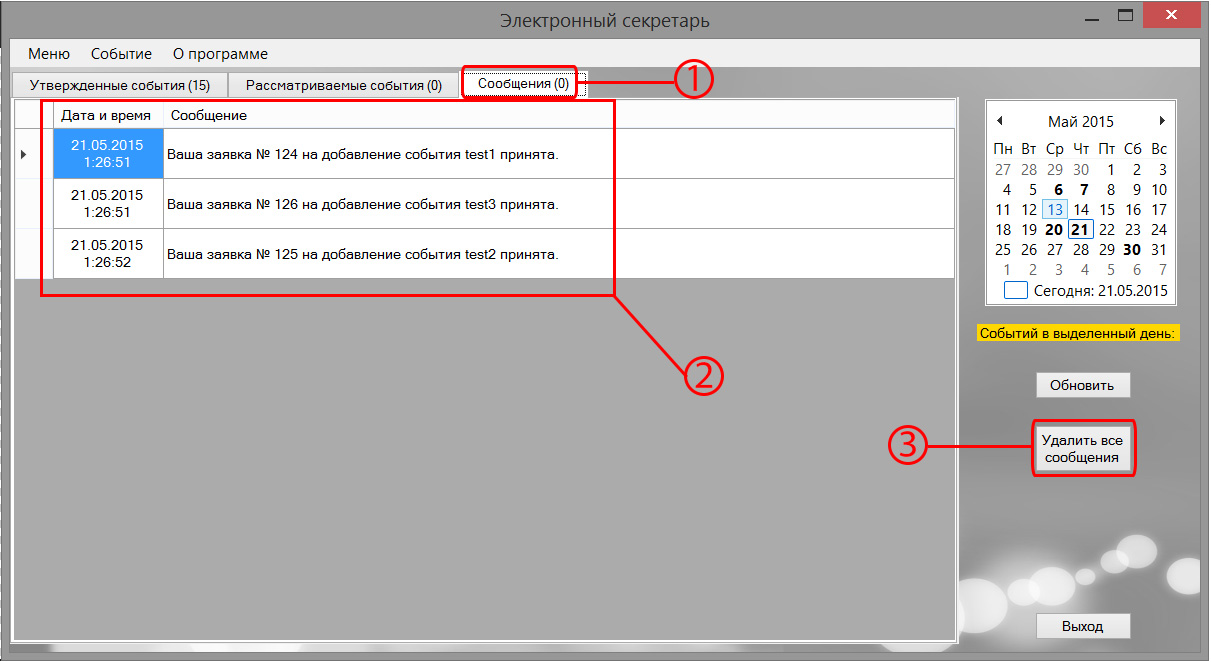 Электронный секретарь
Меню Событие О программе
Утвержденные события (15) Рассматриваемые события (0) Сообщения (0) 1
Дата и время Сообщение
21.05.2015
1:26:51
Ваша заявка № 124 на добавление события test1 принята.
21.05.2015
1:26:51
Ваша заявка № 126 на добавление события test3 принята.
21.05.2015
1:26:52
Ваша заявка № 125 на добавление события test2 принята.
2
Май 2015
Пн Вт Ср Чт Пт Сб Вс
27 28 29 30 1 2 3
4 5 6 7 8 9 10
11 12 13 14 15 16 17
18 19 20 21 22 23 24
25 26 27 28 29 30 31
1 2 3 4 5 6 7
Сегодня: 21.05.2015
Событий в выделенный день:
Обновить
3
Удалить все
сообщения
Выход